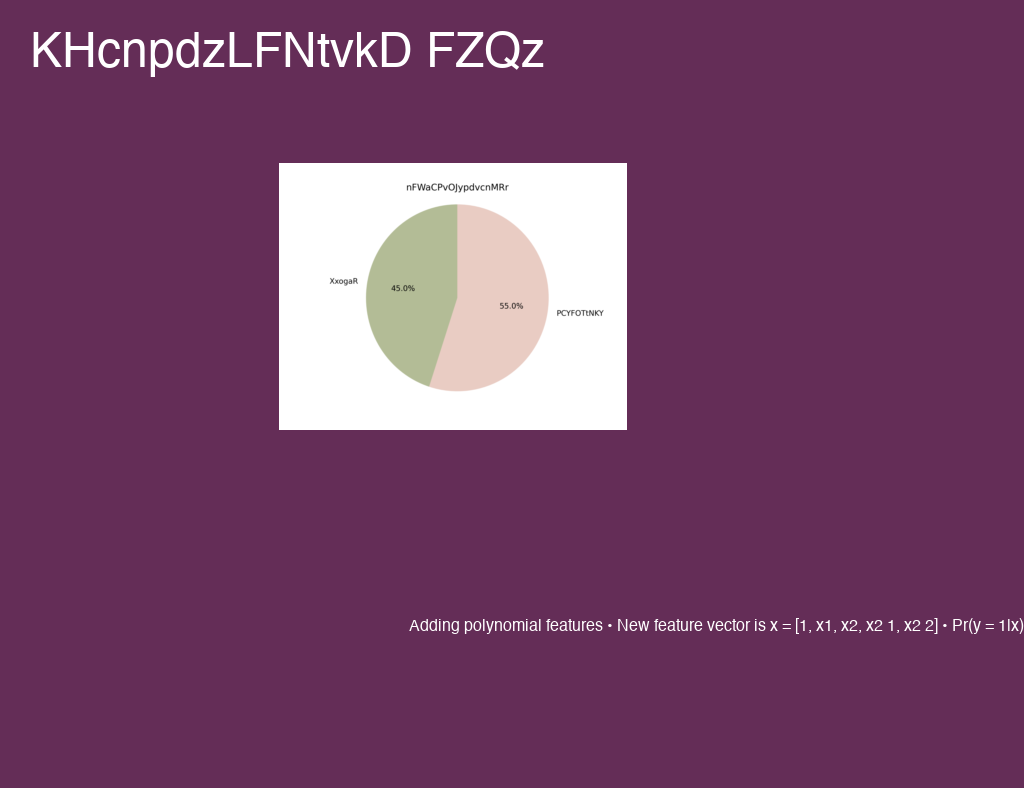 KHcnpdzLFNtvkD FZQz
nFWaCPvOJypdvcnMRr
XxogaR
45.0%
55.0%
PCYFOTtNKY
Adding polynomial features • New feature vector is x = [1, x1, x2, x2 1, x2 2] • Pr(y = 1|x)